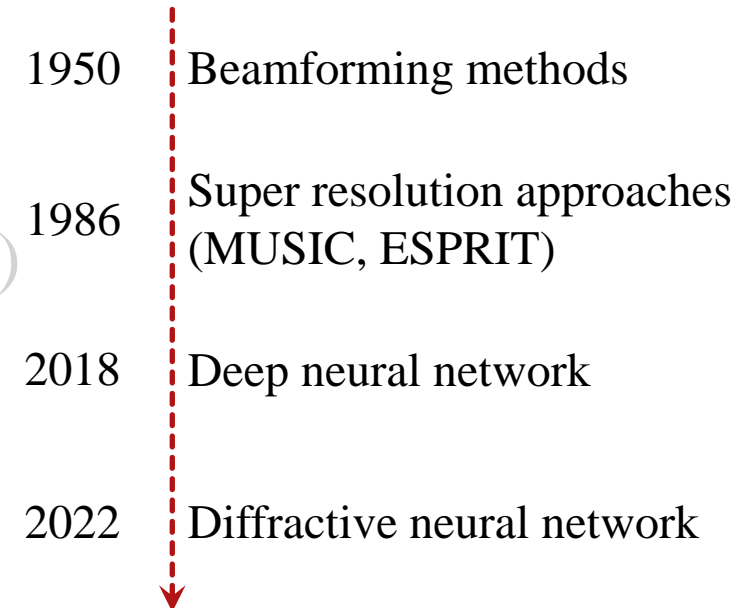 1950 Beamforming methods
1986 Super resolution approaches
(MUSIC, ESPRIT)
2018 Deep neural network
2022 Diffractive neural network